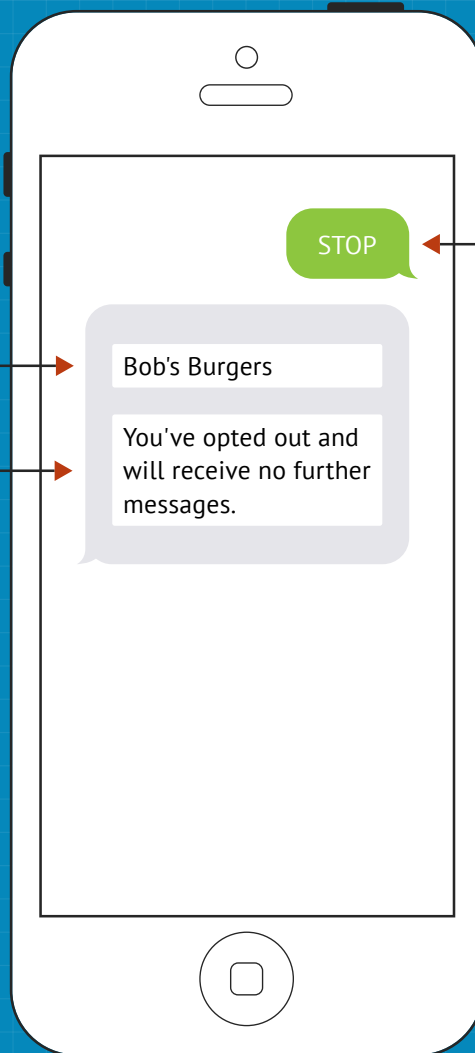 STOP
Bob's Burgers
You've opted out and
will receive no further
messages.